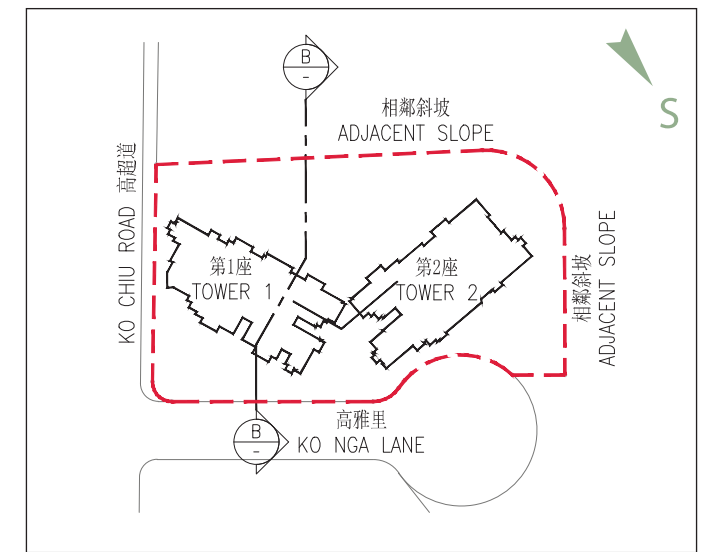 B
-
相鄰斜坡
ADJACENT SLOPE
S
KO CHIU ROAD 高超道
第1座
TOWER 1
第2座
TOWER 2
相鄰斜坡
ADJACENT SLOPE
高雅里
KO NGA LANE
B
-